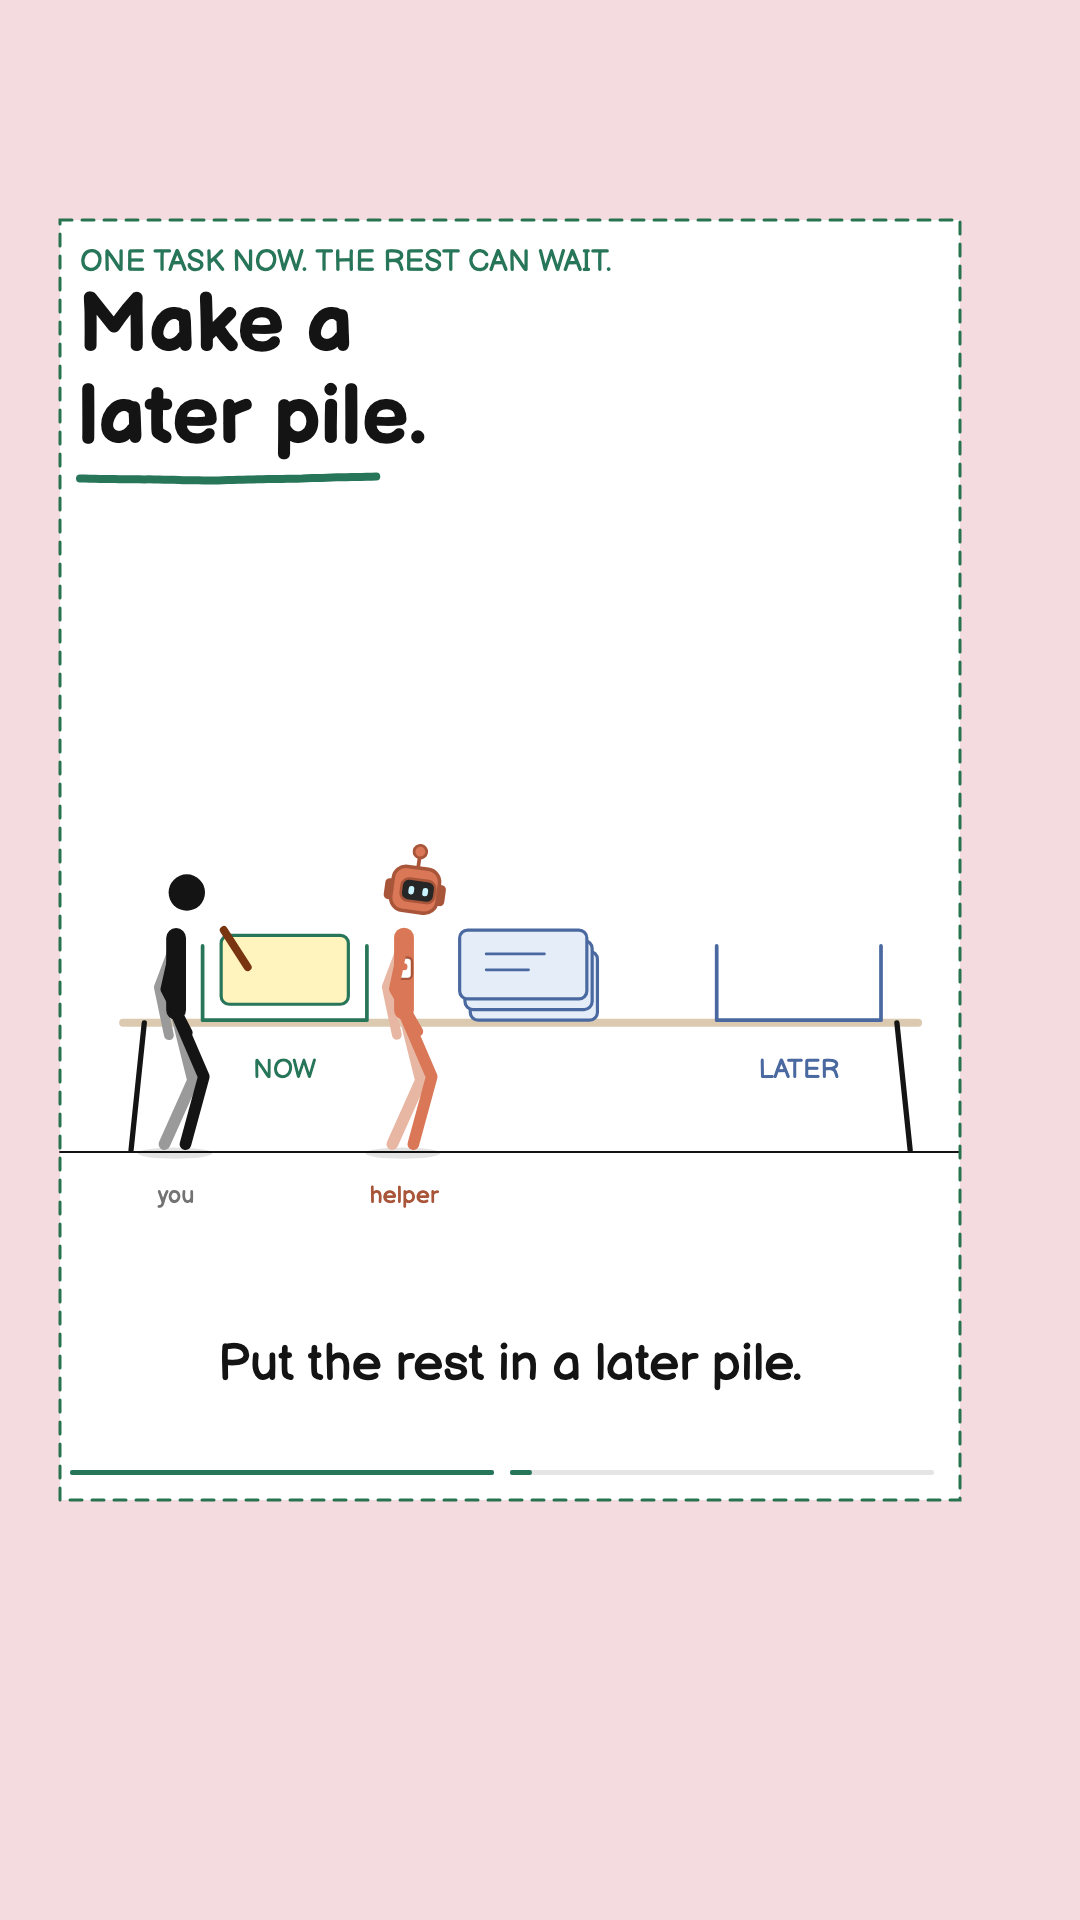 ONE TASK NOW. THE REST CAN WAIT.
Make a
later pile.
NOW
LATER
you
helper
Put the rest in a later pile.